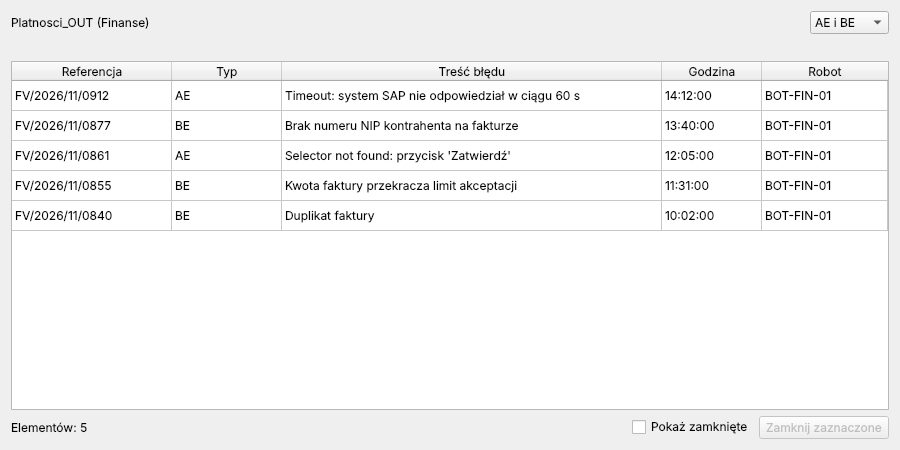 Platnosci_OUT (Finanse) AE i BE
Referencja Typ Treść błędu Godzina Robot
FV/2026/11/0912 AE Timeout: system SAP nie odpowiedział w ciągu 60 s 14:12:00 BOT-FIN-01
FV/2026/11/0877 BE Brak numeru NIP kontrahenta na fakturze 13:40:00 BOT-FIN-01
FV/2026/11/0861 AE Selector not found: przycisk 'Zatwierdź' 12:05:00 BOT-FIN-01
FV/2026/11/0855 BE Kwota faktury przekracza limit akceptacji 11:31:00 BOT-FIN-01
FV/2026/11/0840 BE Duplikat faktury 10:02:00 BOT-FIN-01
Elementów: 5 Pokaż zamknięte Zamknij zaznaczone